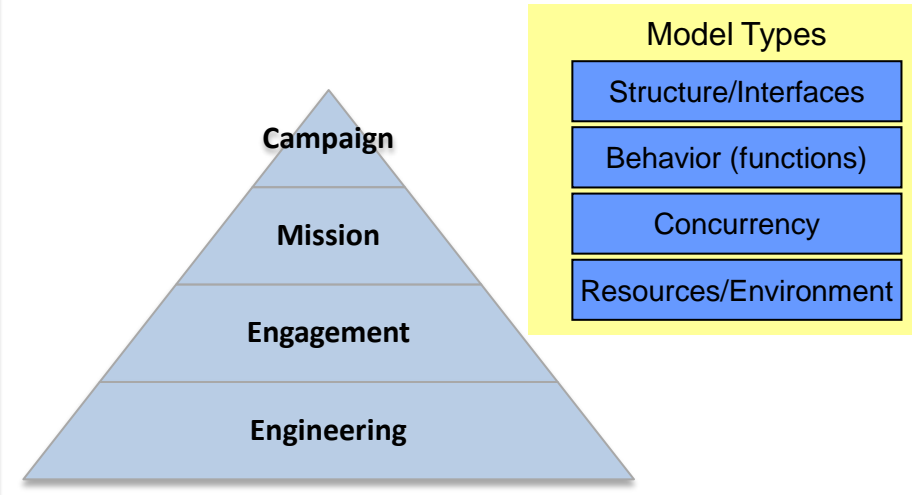 Model Types
Structure/Interfaces
Behavior (functions)
Concurrency
Resources/Environment
Campaign
Mission
Engagement
Engineering